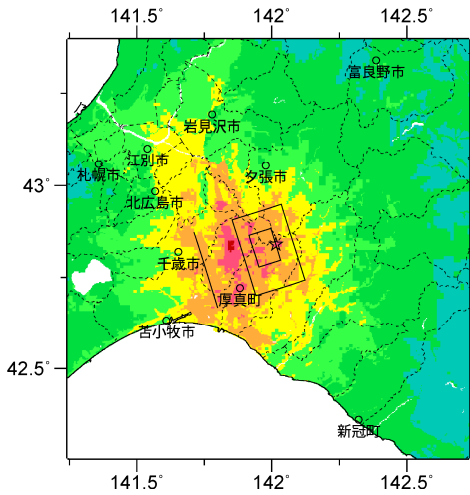 141.5° 142° 142.5°
富良野市
岩見沢市
江別市
札幌市
夕張市
43°
北広島市
千歳市
厚真町
苫小牧市
42.5°
新冠町
141.5° 142° 142.5°